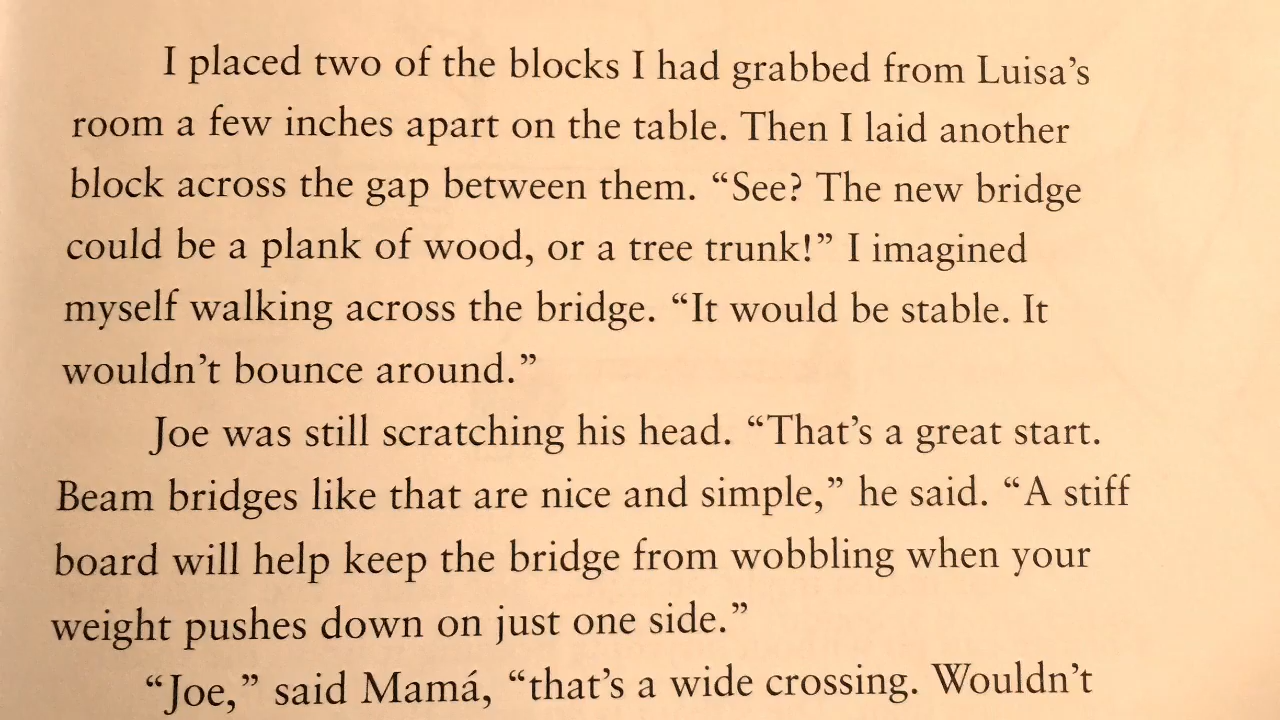 I placed two of the blocks I had grabbed from Luisa’s
room a few inches apart on the table. Then I laid another
block across the gap between them. “See? The new bridge
could be a plank of wood, or a tree trunk!” I imagined
myself walking across the bridge. “It would be stable. It
wouldn’t bounce around.”
Joe was still scratching his head. “That’s a great start.
Beam bridges like that are nice and simple,” he said. “A stiff
board will help keep the bridge from wobbling when your
weight pushes down on just one side.”
“Joe,” said Mamá, “that’s a wide crossing. Wouldn’t